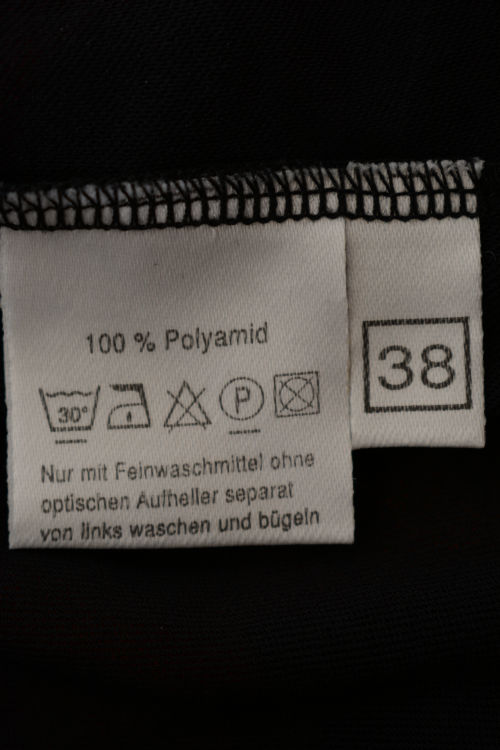 100 % Polyamid
38
30°
P
Nur mit Feinwaschmittel ohne
optischen Aufheller separat
von links waschen und bügeln